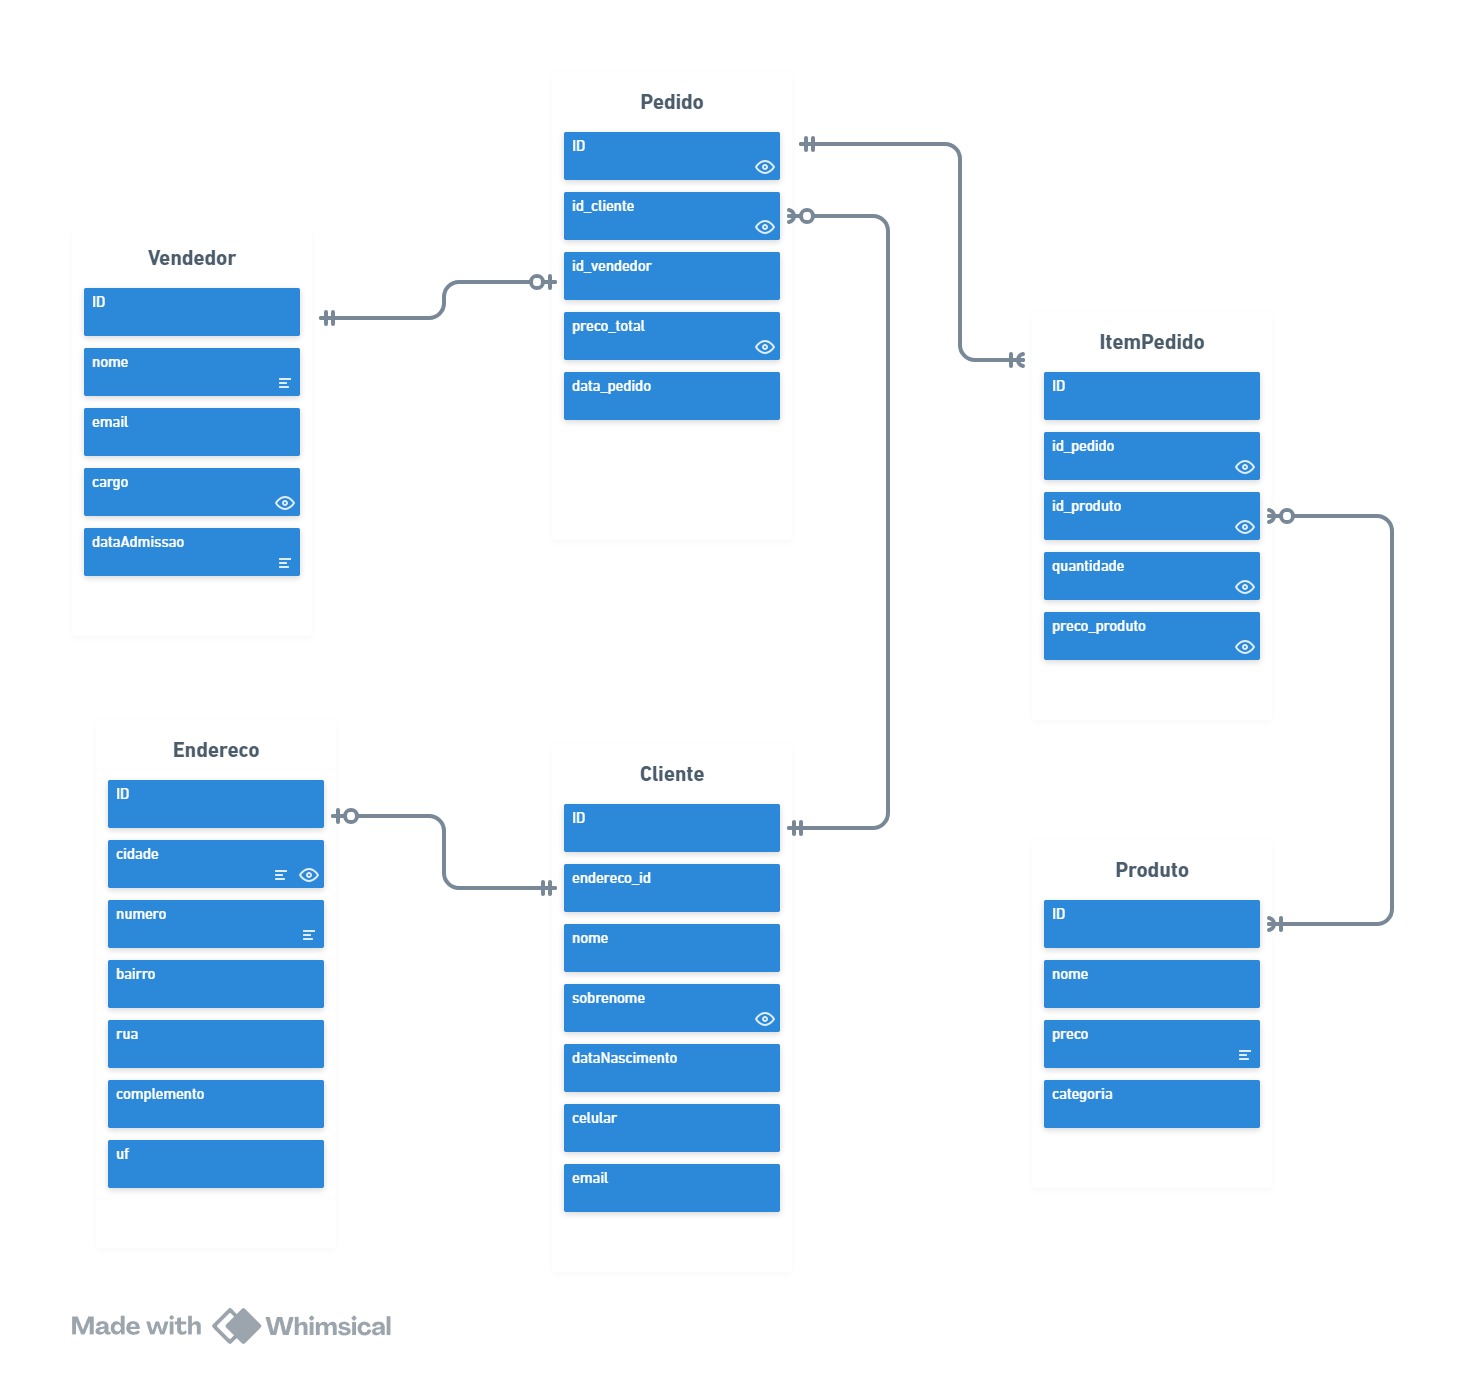 Pedido
ID
id_cliente
id_vendedor
preco_total
data_pedido
Vendedor
ID
nome
email
cargo
dataAdmissao
ItemPedido
ID
id_pedido
id_produto
quantidade
preco_produto
Endereco
ID
cidade
numero
bairro
rua
complemento
uf
Cliente
ID
endereco_id
nome
sobrenome
dataNascimento
celular
email
Produto
ID
nome
preco
categoria
Made with Whimsical